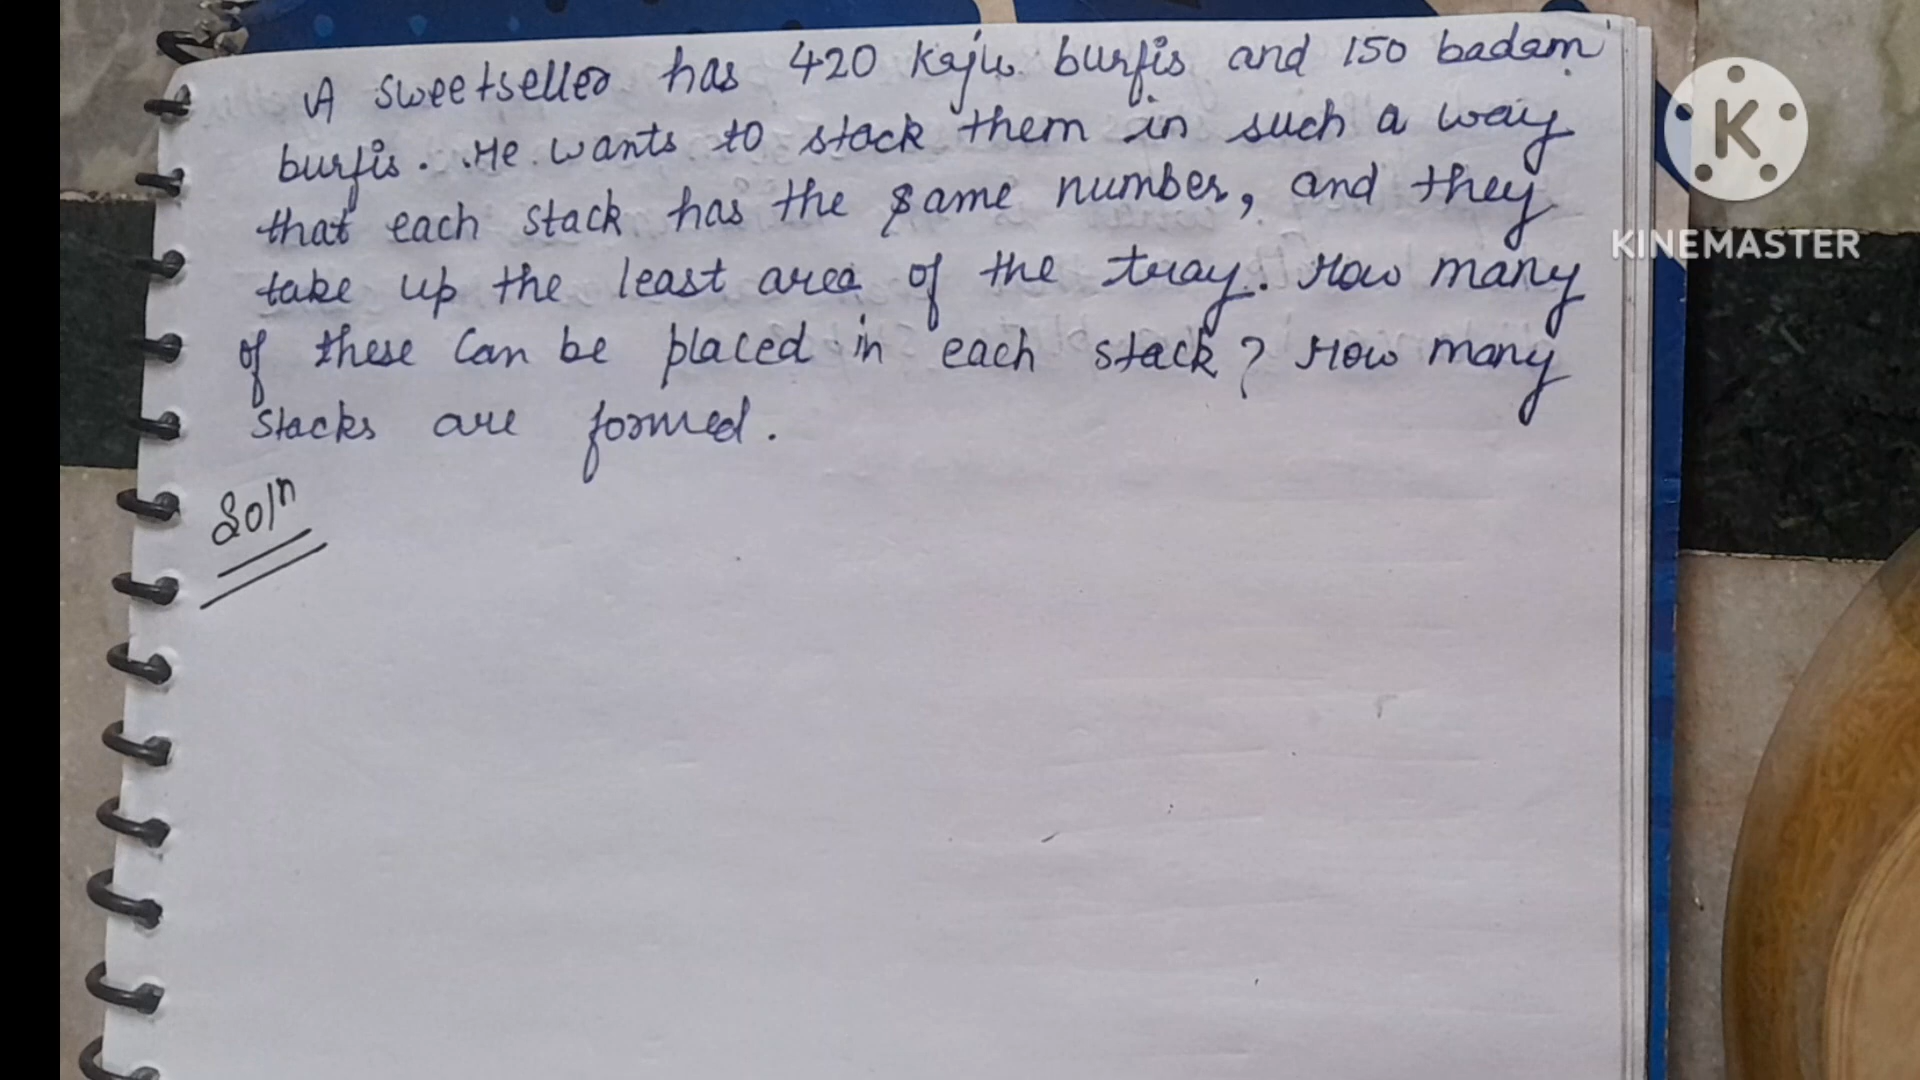 A sweetseller has 420 Kaju burfis and 150 badam
burfis. He wants to stack them in such a way
that each stack has the same number, and they
take up the least area of the tray. How many
of these can be placed in each stack? How many
stacks are formed.
Soln
K
KINEMASTER